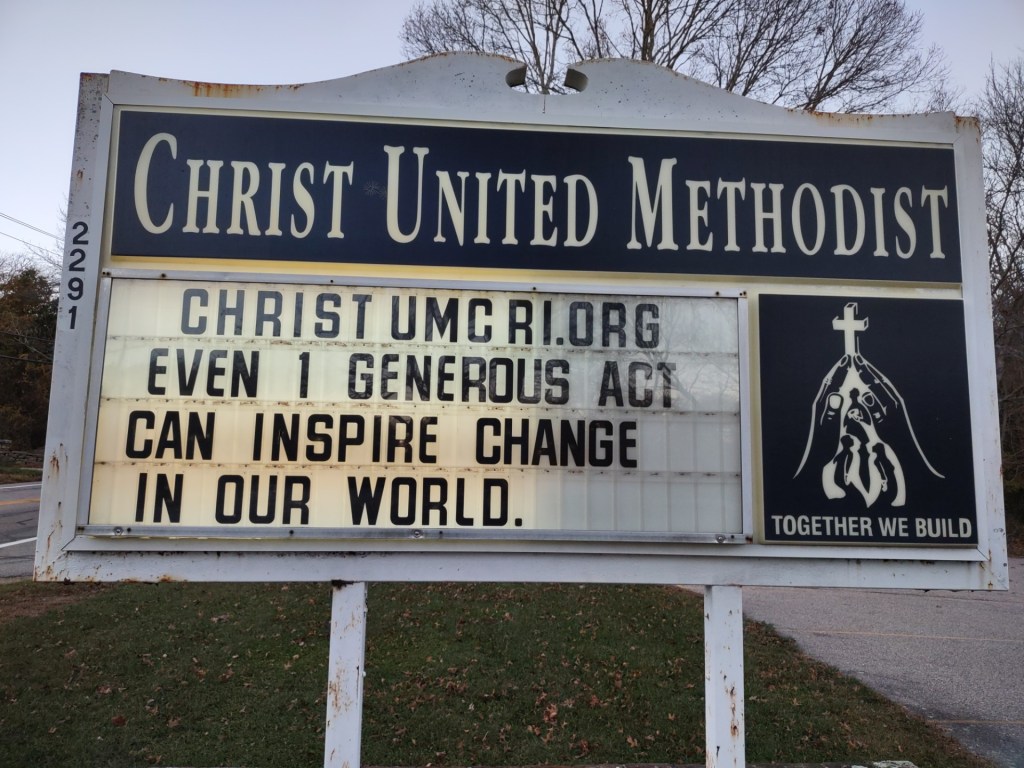 CHRIST UNITED METHODIST
2291
CHRISTUMCRI.ORG
EVEN 1 GENEROUS ACT
CAN INSPIRE CHANGE
IN OUR WORLD.
TOGETHER WE BUILD